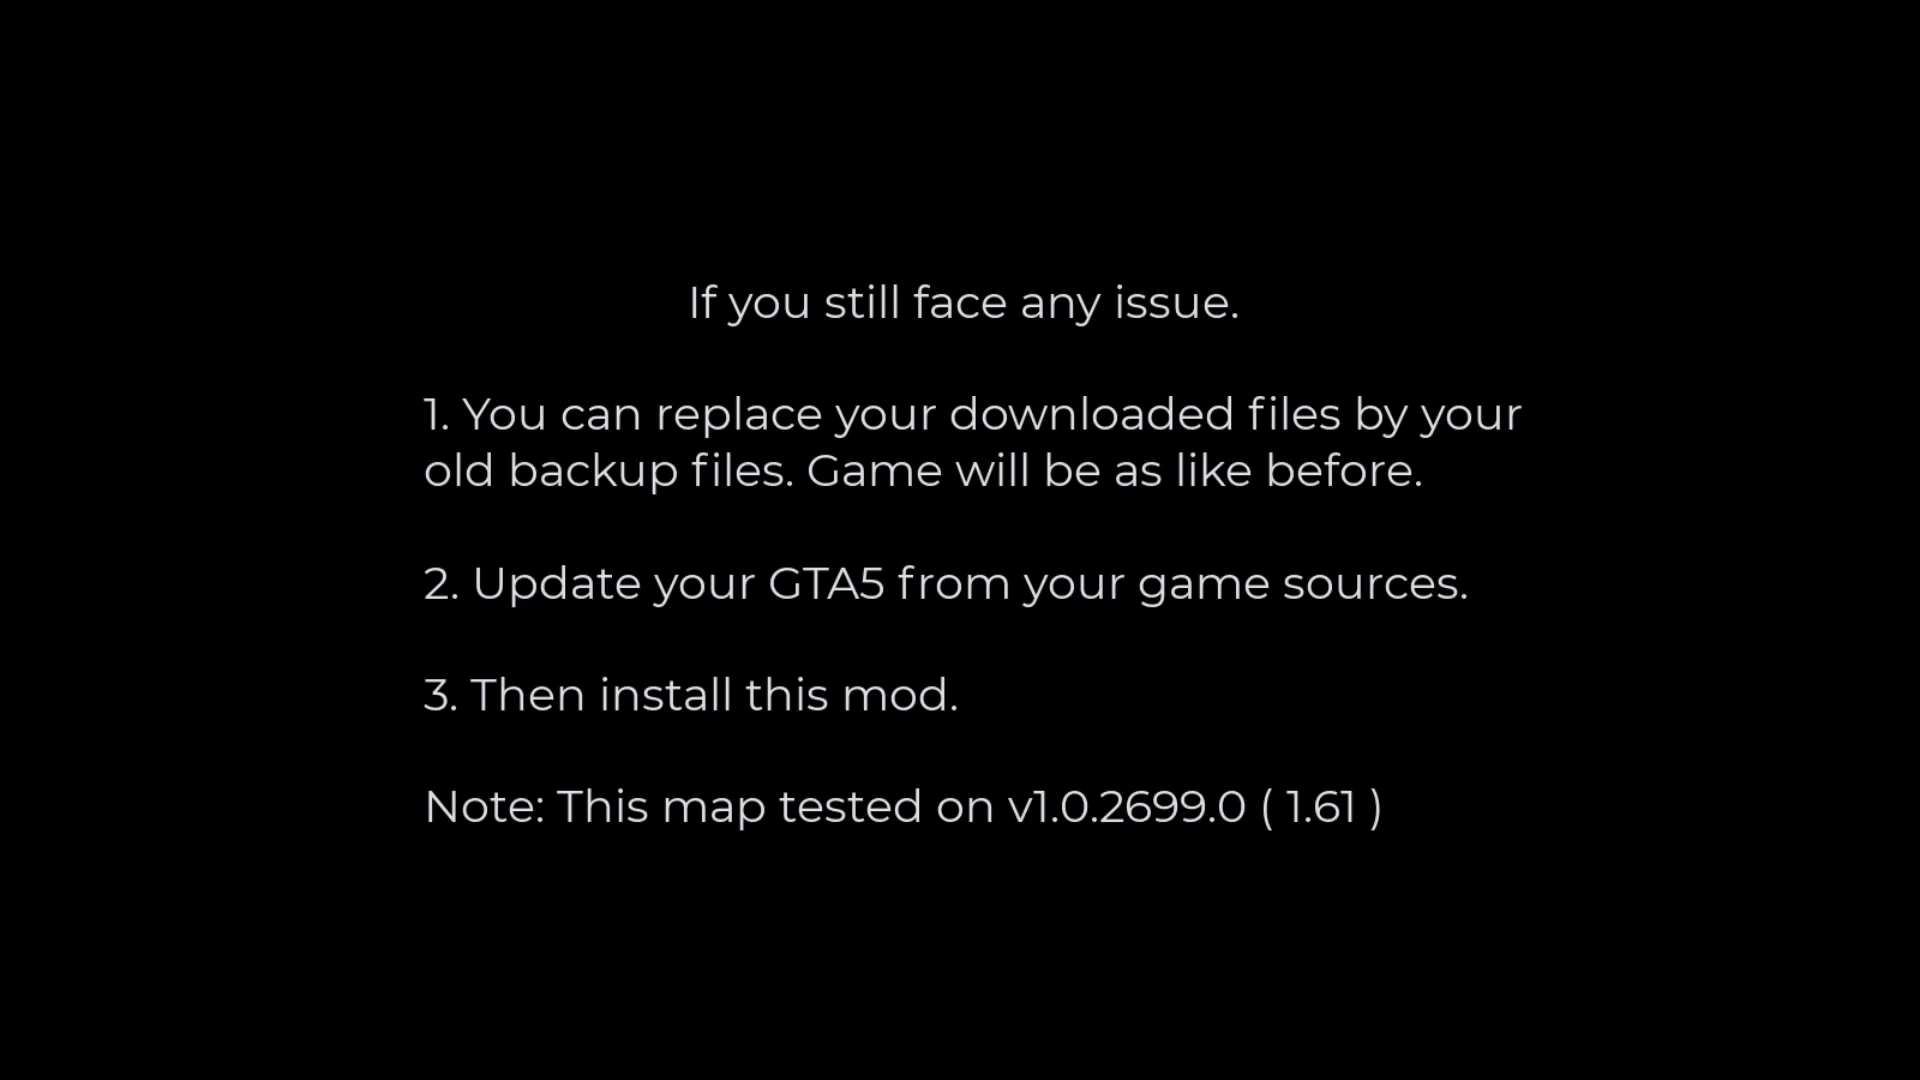 If you still face any issue.
1. You can replace your downloaded files by your
old backup files. Game will be as like before.
2. Update your GTA5 from your game sources.
3. Then install this mod.
Note: This map tested on v1.0.2699.0 ( 1.61 )